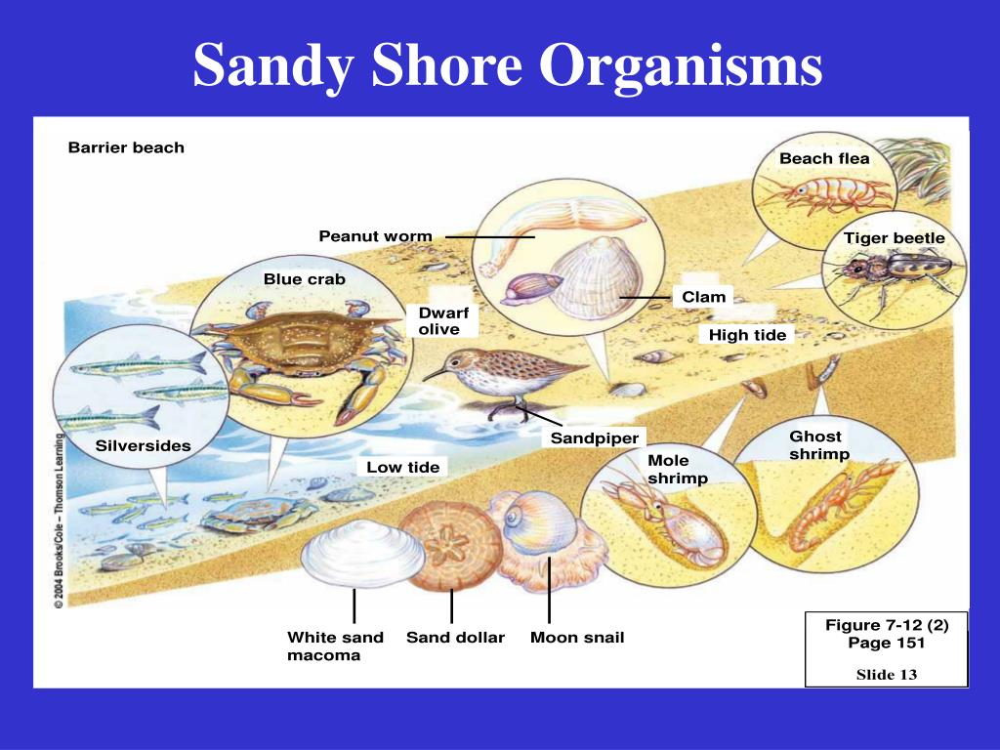 Sandy Shore Organisms
Barrier beach
Beach flea
Peanut worm
Tiger beetle
Blue crab
Clam
Dwarf
olive
High tide
Silversides
Sandpiper
Ghost
shrimp
Mole
shrimp
Low tide
© 2004 Brooks/Cole – Thomson Learning
White sand
macoma
Sand dollar
Moon snail
Figure 7-12 (2)
Page 151
Slide 13